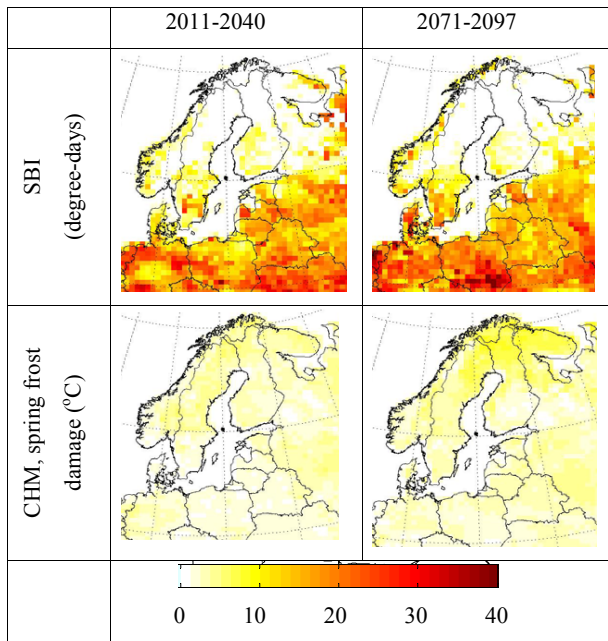 2011-2040
2071-2097
SBI
(degree-days)
CHM, spring frost
damage (°C)
0
10
20
30
40